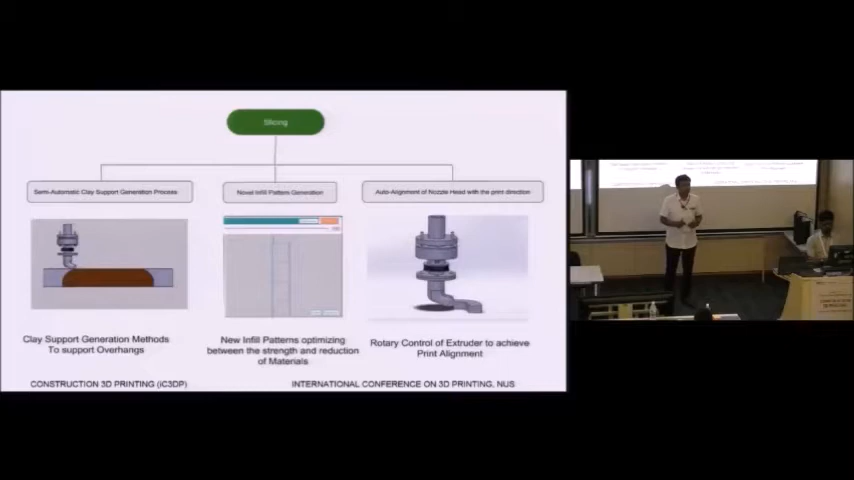 Slicing
Semi-Automatic Clay Support Generation Process
Novel Infill Pattern Generation
Auto-Alignment of Nozzle Head with the print direction
Clay Support Generation Methods
To support Overhangs
New Infill Patterns optimizing
between the strength and reduction
of Materials
Rotary Control of Extruder to achieve
Print Alignment
CONSTRUCTION 3D PRINTING (iC3DP)
INTERNATIONAL CONFERENCE ON 3D PRINTING, NUS